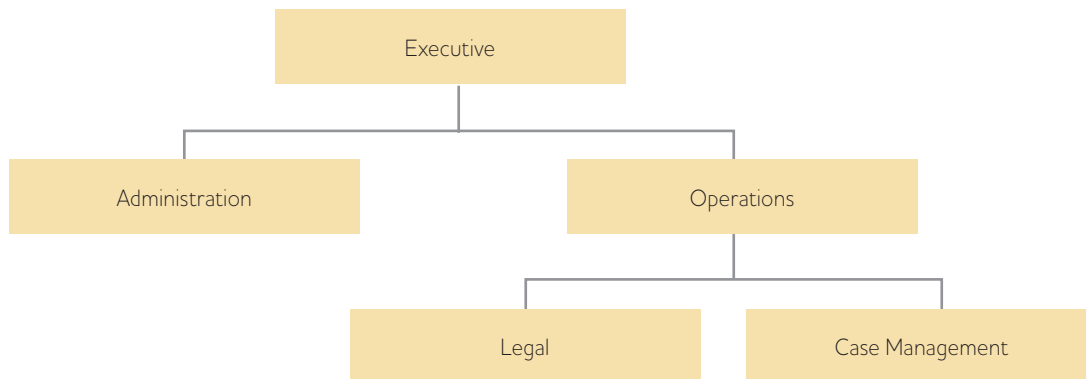 Executive
Administration
Operations
Legal
Case Management